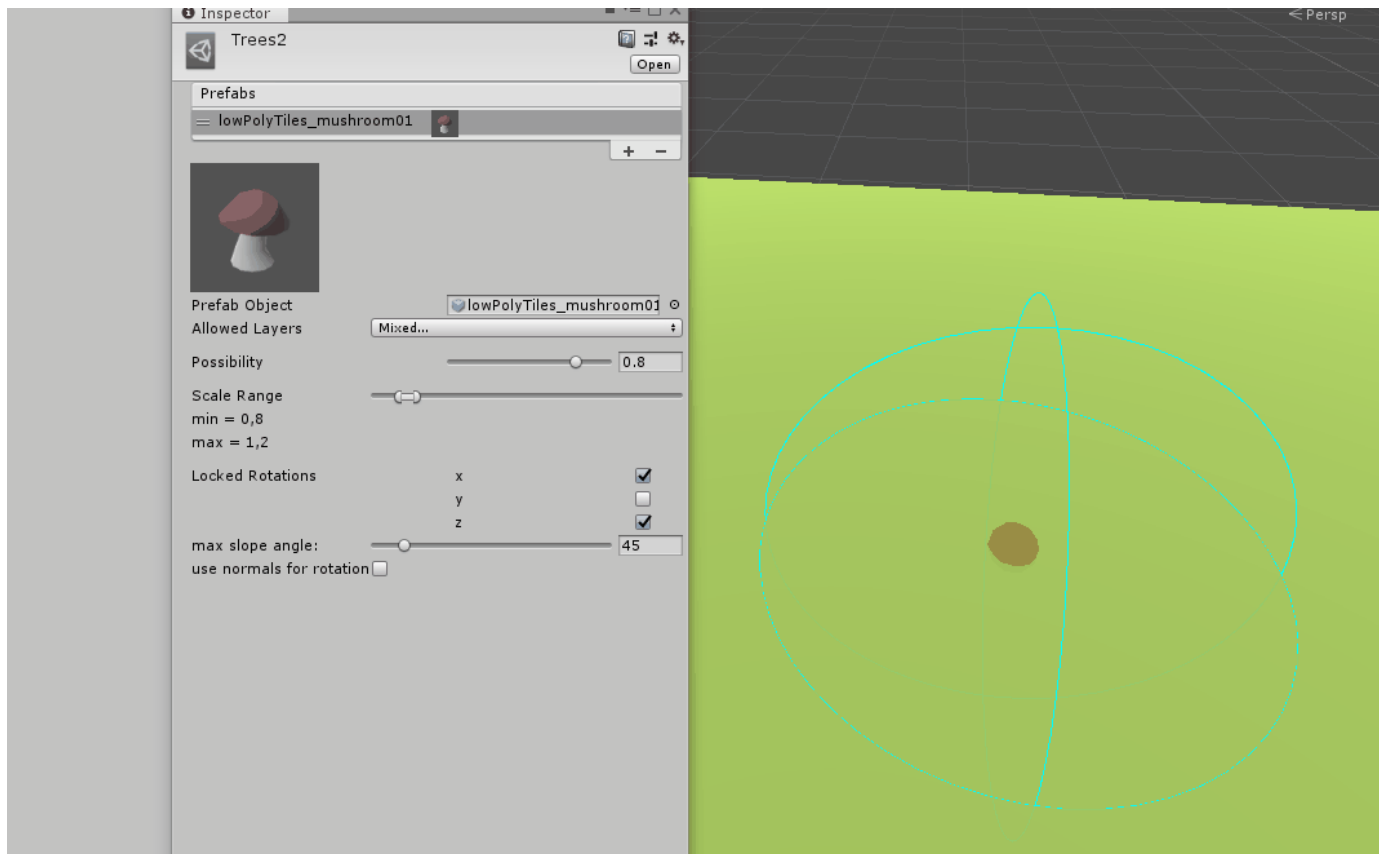 Inspector
Persp
Trees2
Open
Prefabs
lowPolyTiles_mushroom01
+ −
Prefab Object lowPolyTiles_mushroom01
Allowed Layers Mixed...
Possibility 0.8
Scale Range
min = 0,8
max = 1,2
Locked Rotations x
y
z
max slope angle: 45
use normals for rotation